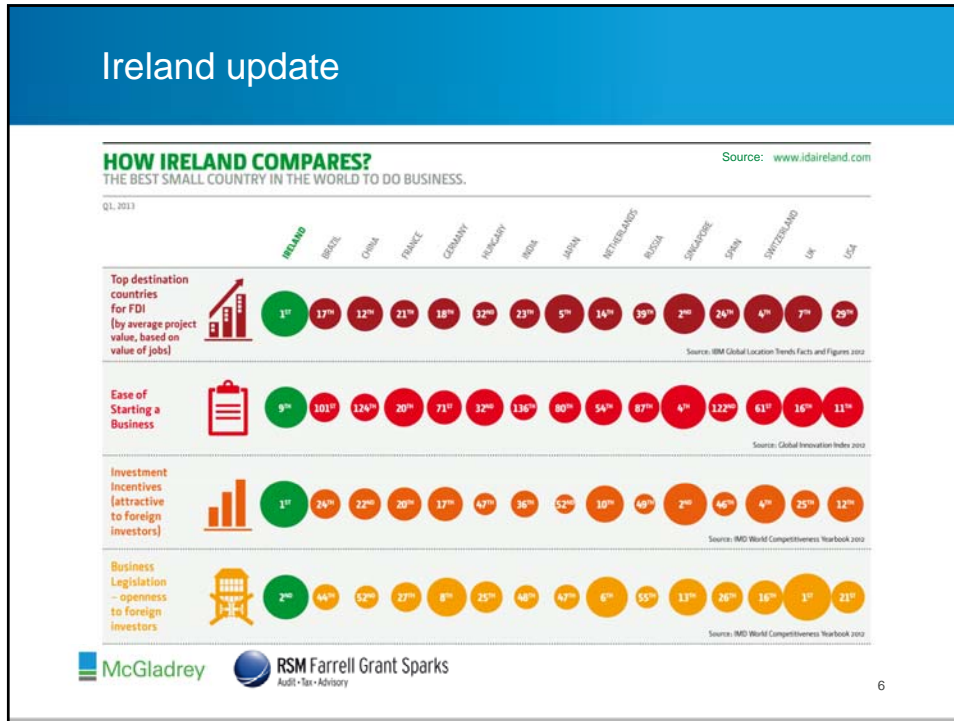 Ireland update
HOW IRELAND COMPARES?
Source: www.idaireland.com
THE BEST SMALL COUNTRY IN THE WORLD TO DO BUSINESS.
Q1, 2013
IRELAND BRAZIL CHINA FRANCE GERMANY HUNGARY INDIA JAPAN NETHERLANDS RUSSIA SINGAPORE SPAIN SWITZERLAND UK USA
Top destination
countries
for FDI
(by average project
value, based on
value of jobs)
1ST 17TH 12TH 21TH 18TH 32ND 23TH 5TH 14TH 39TH 2ND 24TH 4TH 7TH 29TH
Source: IBM Global Location Trends Facts and Figures 2012
Ease of
Starting a
Business
9TH 101ST 124TH 20TH 71ST 32ND 136TH 80TH 54TH 87TH 4TH 122ND 61ST 16TH 11TH
Source: Global Innovation Index 2012
Investment
Incentives
(attractive
to foreign
investors)
1ST 24TH 22ND 20TH 17TH 47TH 36TH 52ND 10TH 49TH 2ND 46TH 4TH 25TH 12TH
Source: IMD World Competitiveness Yearbook 2012
Business
Legislation
– openness
to foreign
investors
2ND 44TH 52ND 27TH 8TH 25TH 48TH 47TH 6TH 55TH 13TH 26TH 16TH 1ST 21ST
Source: IMD World Competitiveness Yearbook 2012
McGladrey
RSM Farrell Grant Sparks
Audit • Tax • Advisory
6